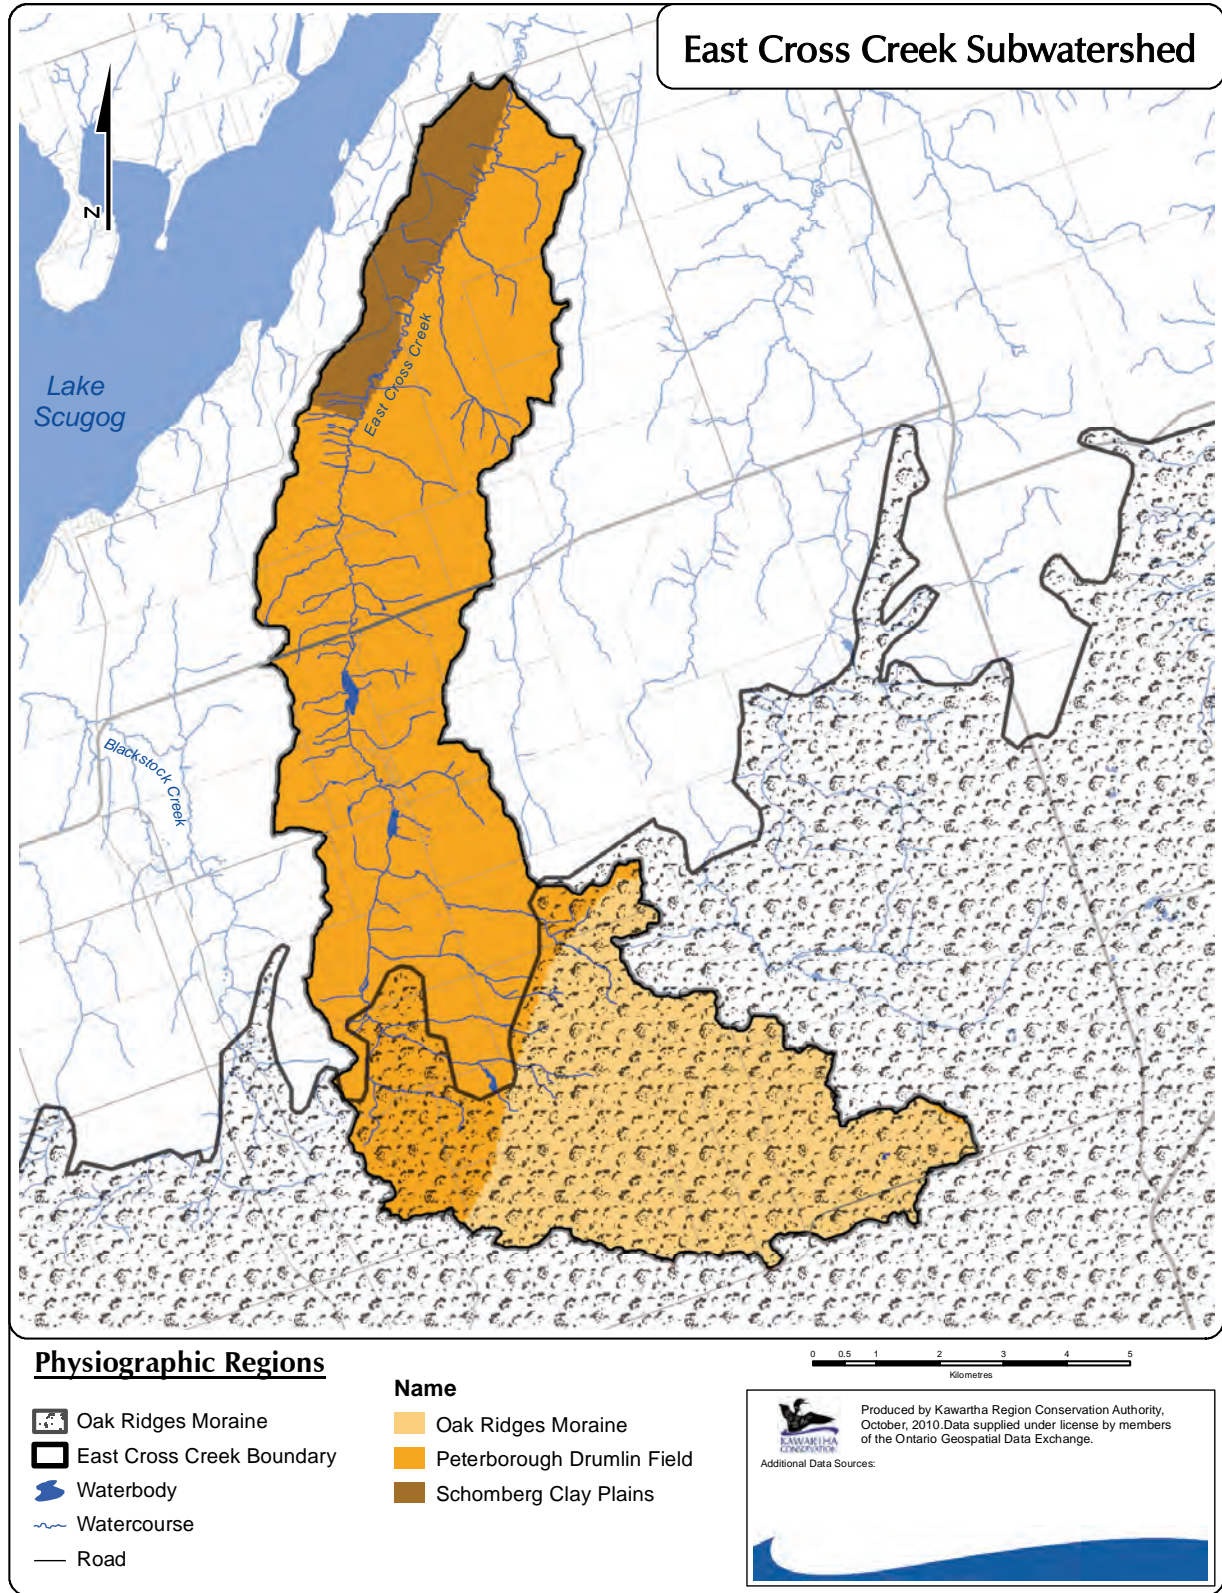 East Cross Creek Subwatershed
N
Lake
Scugog
East Cross Creek
Blackstock Creek
Physiographic Regions
Oak Ridges Moraine
East Cross Creek Boundary
Waterbody
Watercourse
Road
Name
Oak Ridges Moraine
Peterborough Drumlin Field
Schomberg Clay Plains
0 0.5 1 2 3 4 5
Kilometres
KAWARTHA
CONSERVATION
Produced by Kawartha Region Conservation Authority,
October, 2010.Data supplied under license by members
of the Ontario Geospatial Data Exchange.
Additional Data Sources: